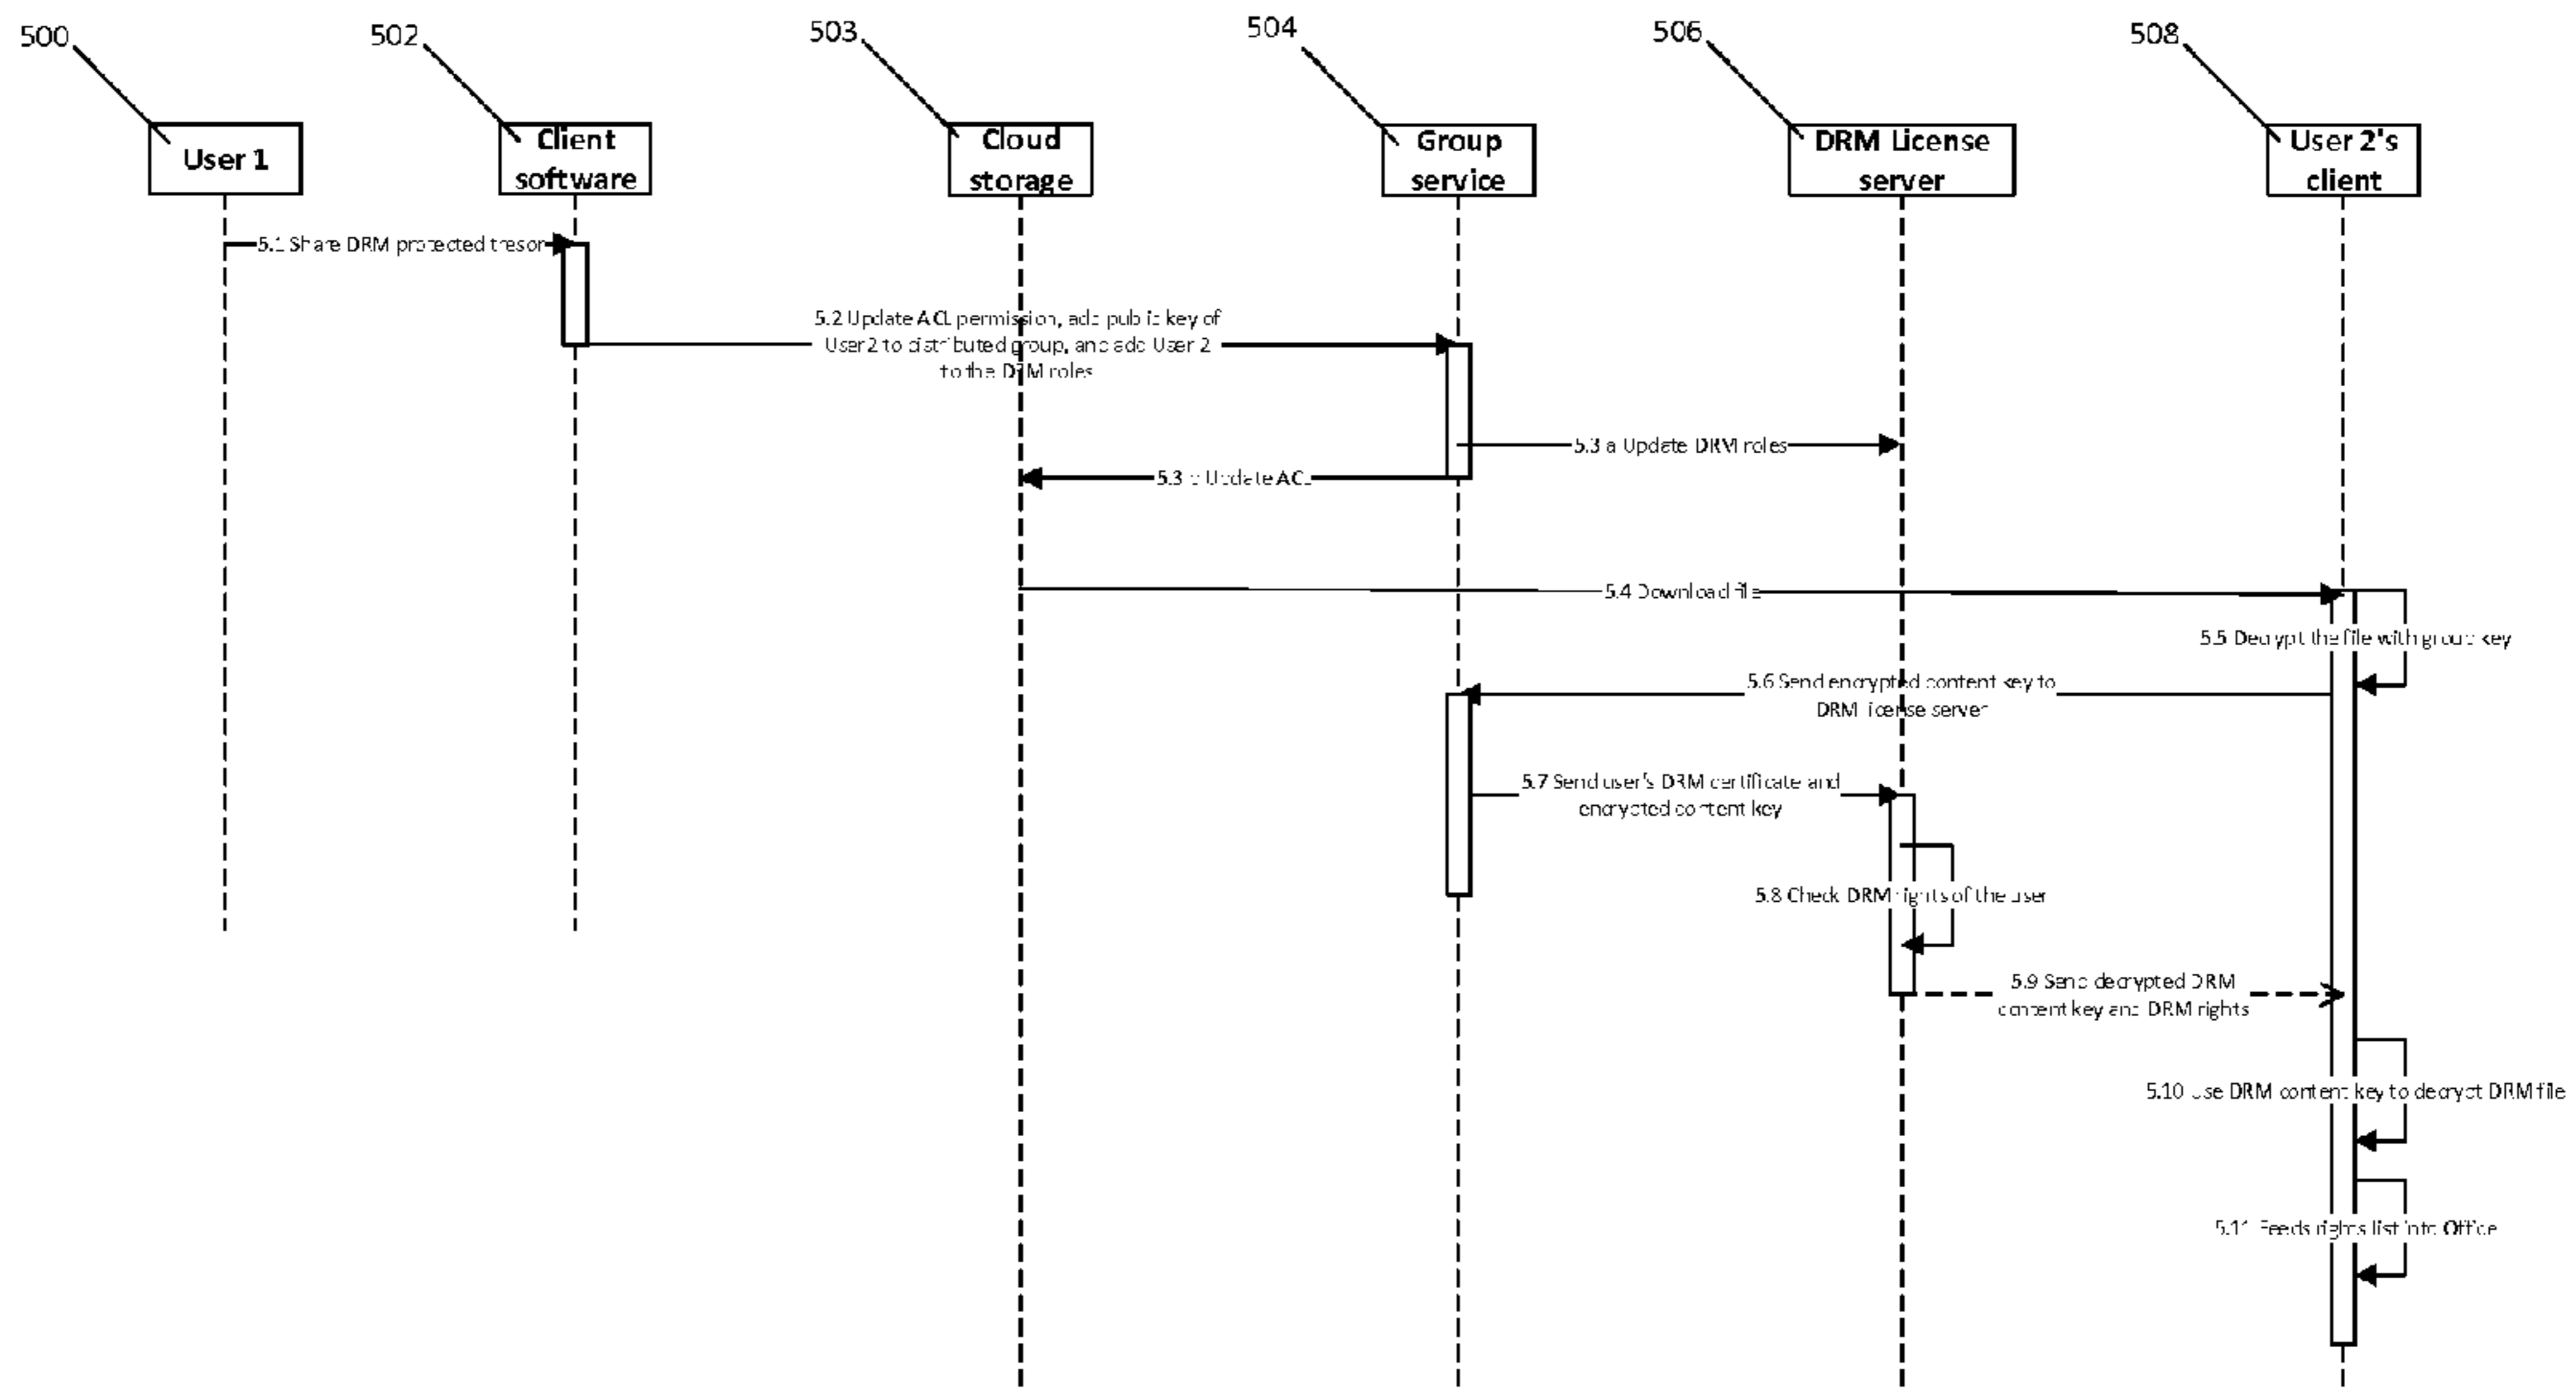 500
502
503
504
506
508
User 1
Client
software
Cloud
storage
Group
service
DRM License
server
User 2's
client
5.1 Share DRM protected tresor
5.2 Update ACL permission, add public key of
User2 to distributed group, and add User 2
to the DRM roles
5.3 a Update DRM roles
5.3 b Update ACL
5.4 Download file
5.5 Decrypt the file with group key
5.6 Send encrypted content key to
DRM license server
5.7 Send user's DRM certificate and
encrypted content key
5.8 Check DRM rights of the user
5.9 Send decrypted DRM
content key and DRM rights
5.10 Use DRM content key to decrypt DRM file
5.11 Feeds rights list into Office